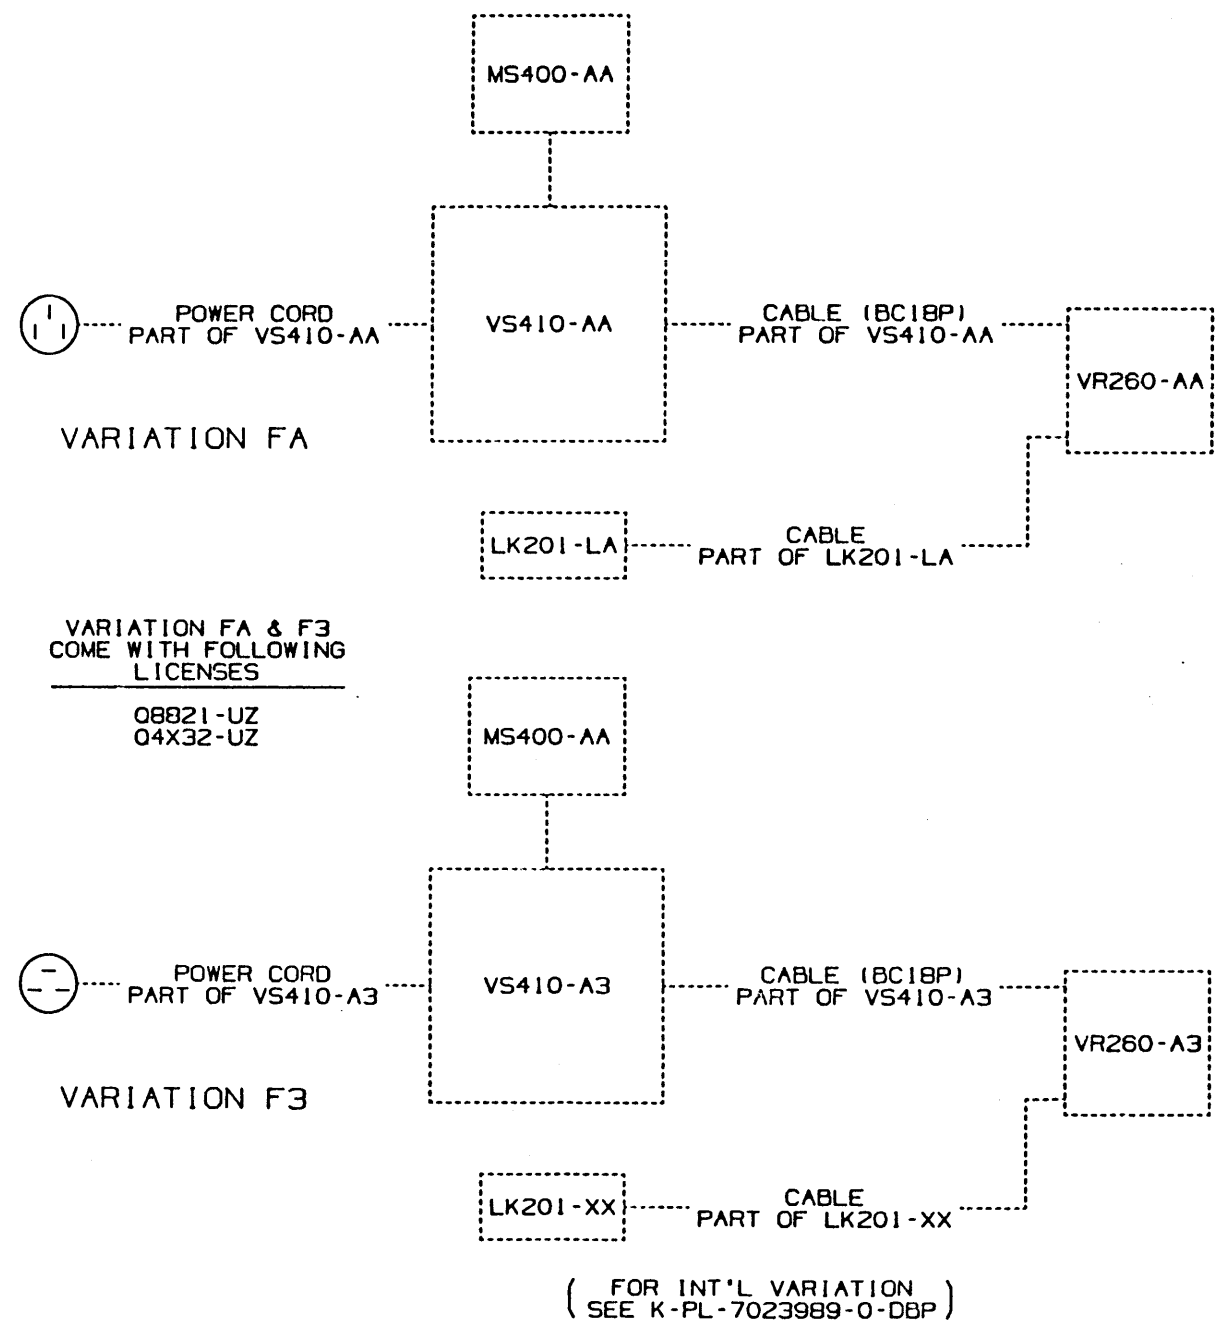 MS400-AA
POWER CORD
PART OF VS410-AA
VS410-AA
CABLE (BC18P)
PART OF VS410-AA
VR260-AA
VARIATION FA
LK201-LA
CABLE
PART OF LK201-LA
VARIATION FA & F3
COME WITH FOLLOWING
LICENSES
Q8821-UZ
Q4X32-UZ
MS400-AA
POWER CORD
PART OF VS410-A3
VS410-A3
CABLE (BC18P)
PART OF VS410-A3
VR260-A3
VARIATION F3
LK201-XX
CABLE
PART OF LK201-XX
( FOR INT'L VARIATION
SEE K-PL-7023989-0-DBP )